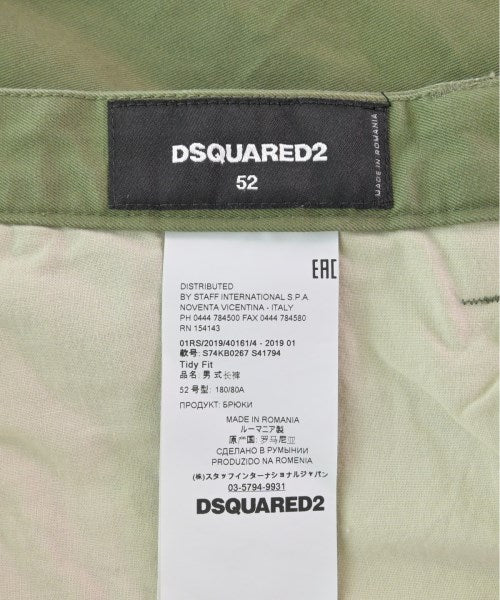 DSQUARED2
52
MADE IN ROMANIA
EAC
DISTRIBUTED
BY STAFF INTERNATIONAL S.P.A.
NOVENTA VICENTINA - ITALY
PH 0444 784500 FAX 0444 784580
RN 154143
01RS/2019/40161/4 - 2019 01
款号: S74KB0267 S41794
Tidy Fit
品名: 男式长裤
52 号型: 180/80A
ПРОДУКТ: БРЮКИ
MADE IN ROMANIA
ルーマニア製
原产国: 罗马尼亚
СДЕЛАНО В РУМЫНИИ
PRODUZIDO NA ROMENIA
(株)スタッフインターナショナルジャパン
03-5794-9931
DSQUARED2